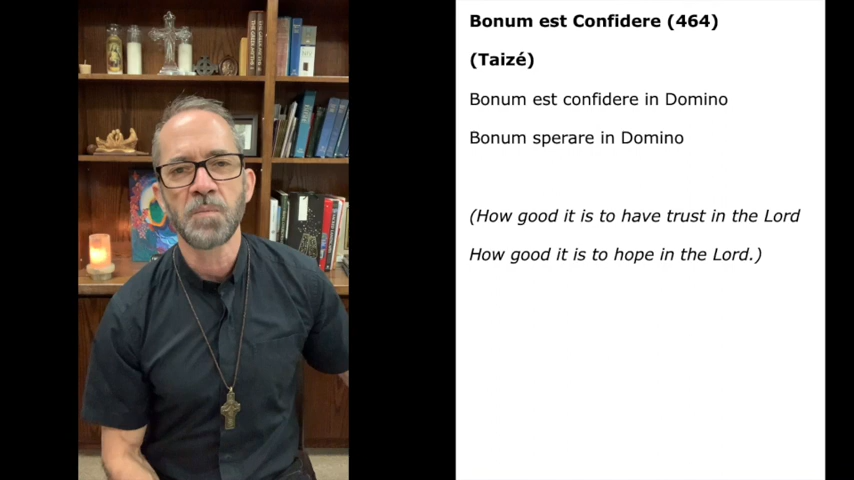 Bonum est Confidere (464)
(Taizé)
Bonum est confidere in Domino
Bonum sperare in Domino
(How good it is to have trust in the Lord
How good it is to hope in the Lord.)